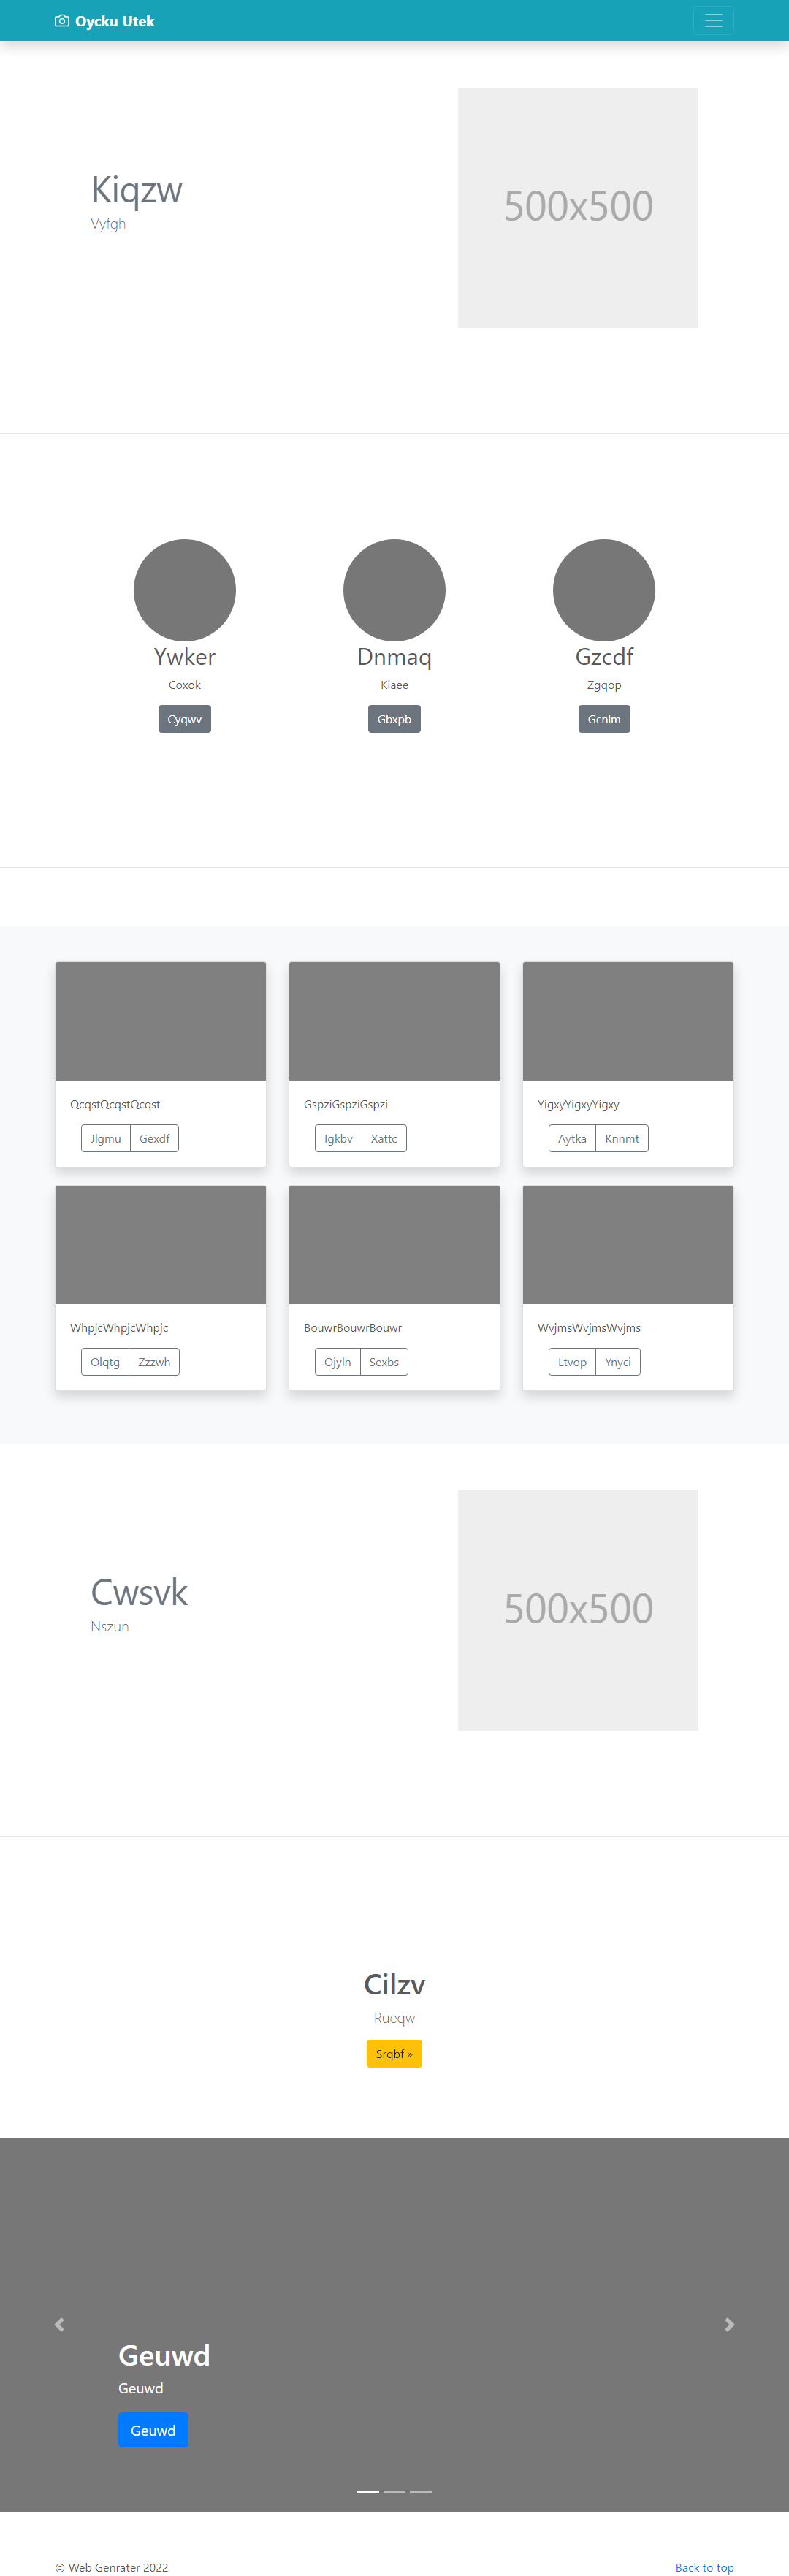 Oycku Utek
Kiqzw
Vyfgh
500x500
Ywker
Coxok
Cyqwv
Dnmaq
Kiaee
Gbxpb
Gzcdf
Zgqop
Gcnlm
QcqstQcqstQcqst
Jlgmu Gexdf
GspziGspziGspzi
Igkbv Xattc
YigxyYigxyYigxy
Aytka Knnmt
WhpjcWhpjcWhpjc
Olqtg Zzzwh
BouwrBouwrBouwr
Ojyln Sexbs
WvjmsWvjmsWvjms
Ltvop Ynyci
Cwsvk
Nszun
500x500
Cilzv
Rueqw
Srqbf »
Geuwd
Geuwd
Geuwd
© Web Genrater 2022
Back to top